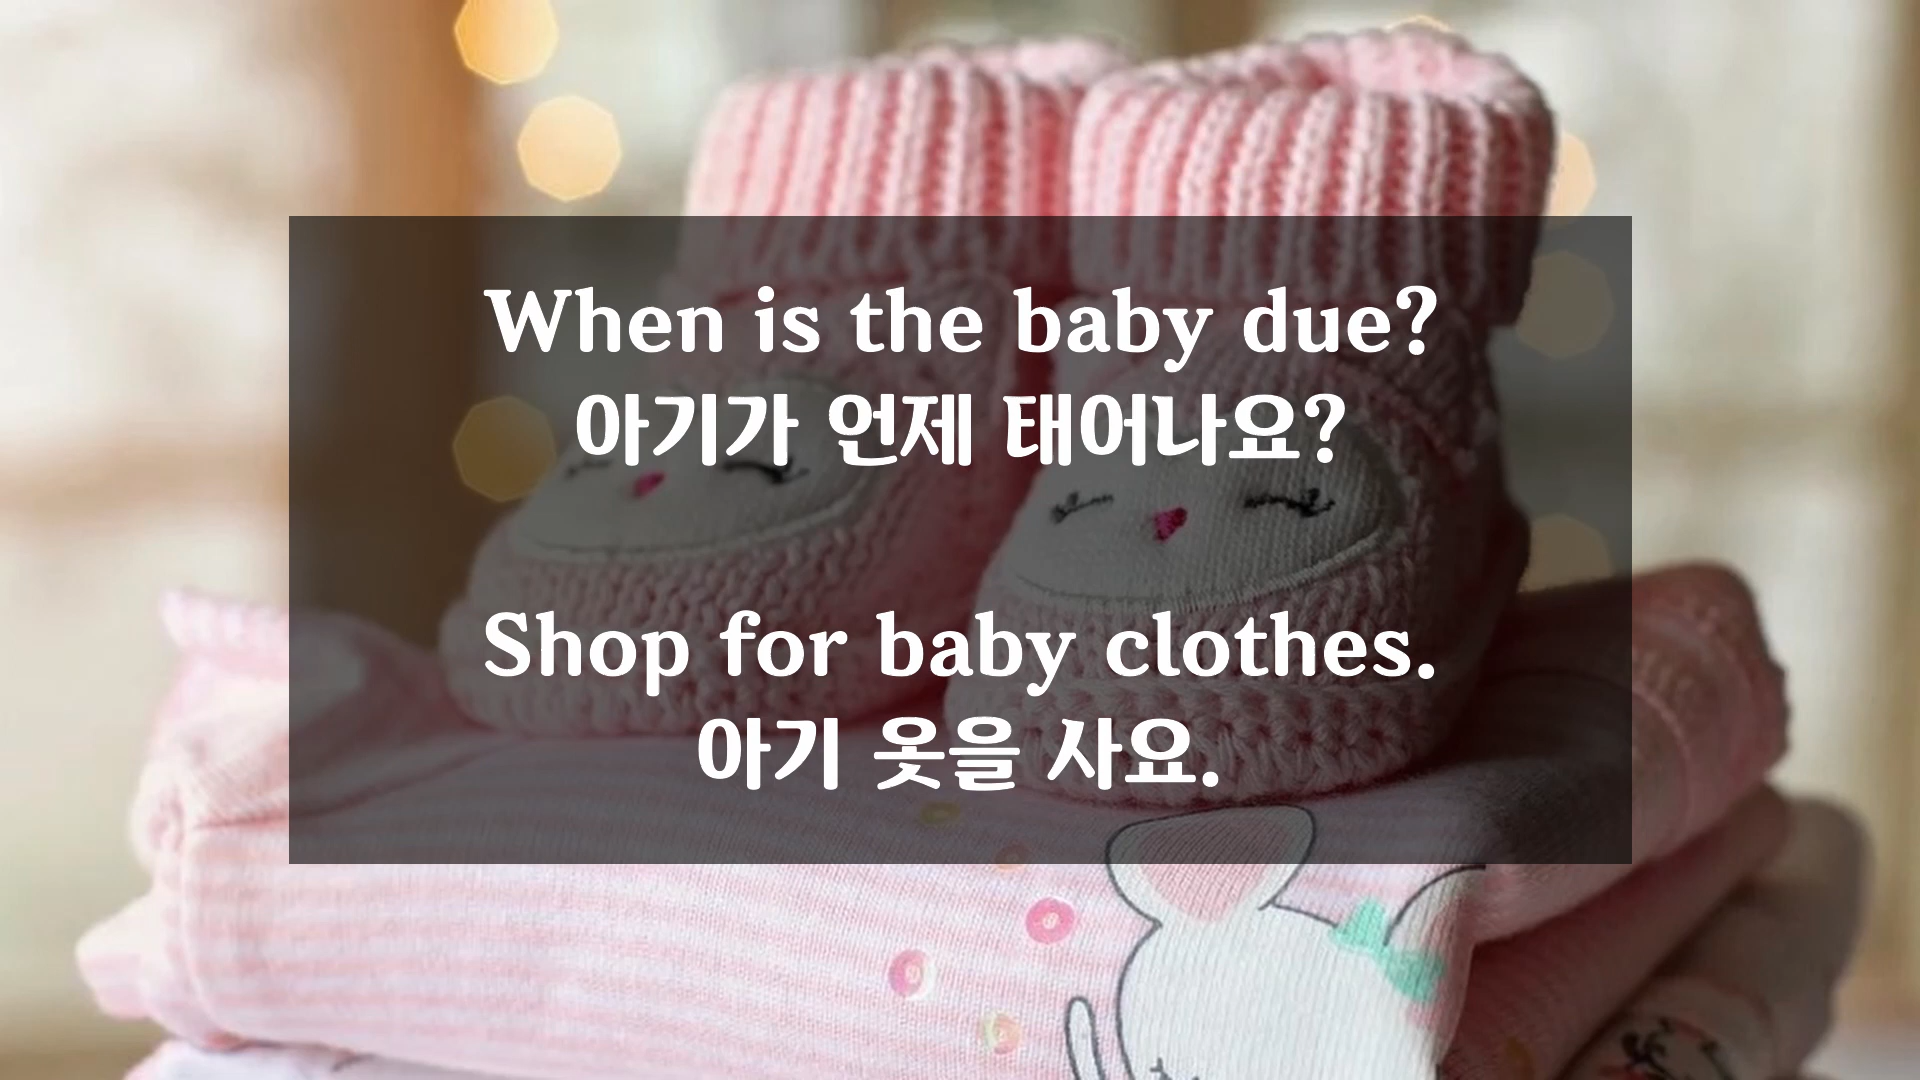 When is the baby due?
아기가 언제 태어나요?
Shop for baby clothes.
아기 옷을 사요.